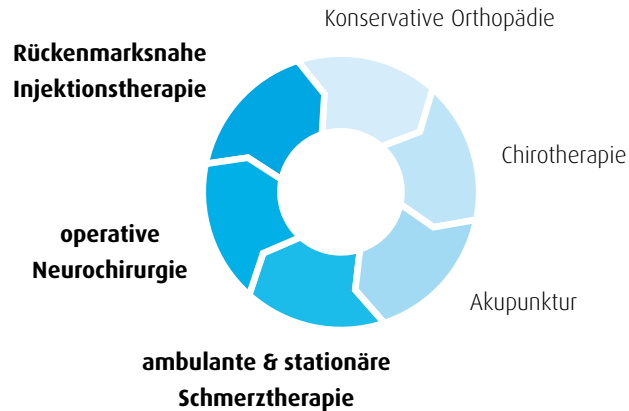 Konservative Orthopädie
Rückenmarksnahe
Injektionstherapie
Chirotherapie
operative
Neurochirurgie
Akupunktur
ambulante & stationäre
Schmerztherapie